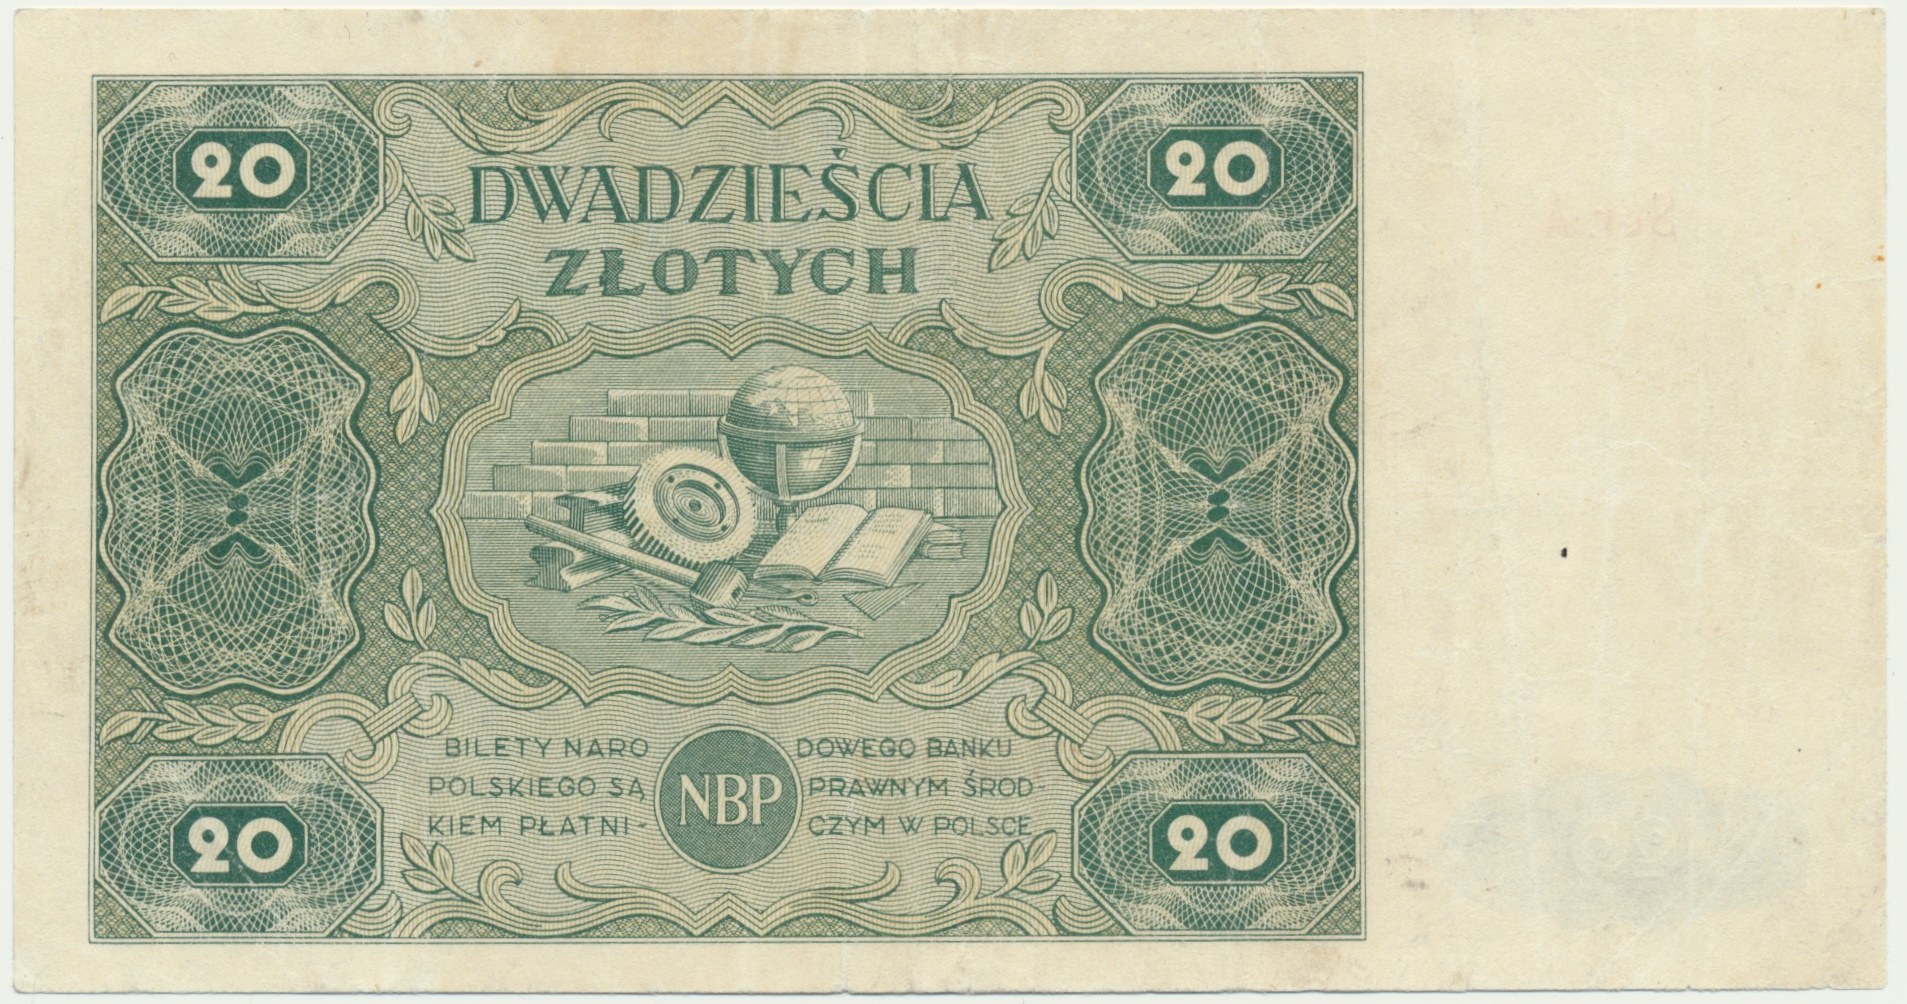 20 20
DWADZIEŚCIA
ZŁOTYCH
BILETY NARO DOWEGO BANKU
POLSKIEGO SĄ NBP PRAWNYM ŚROD-
KIEM PŁATNI- CZYM W POLSCE
20 20